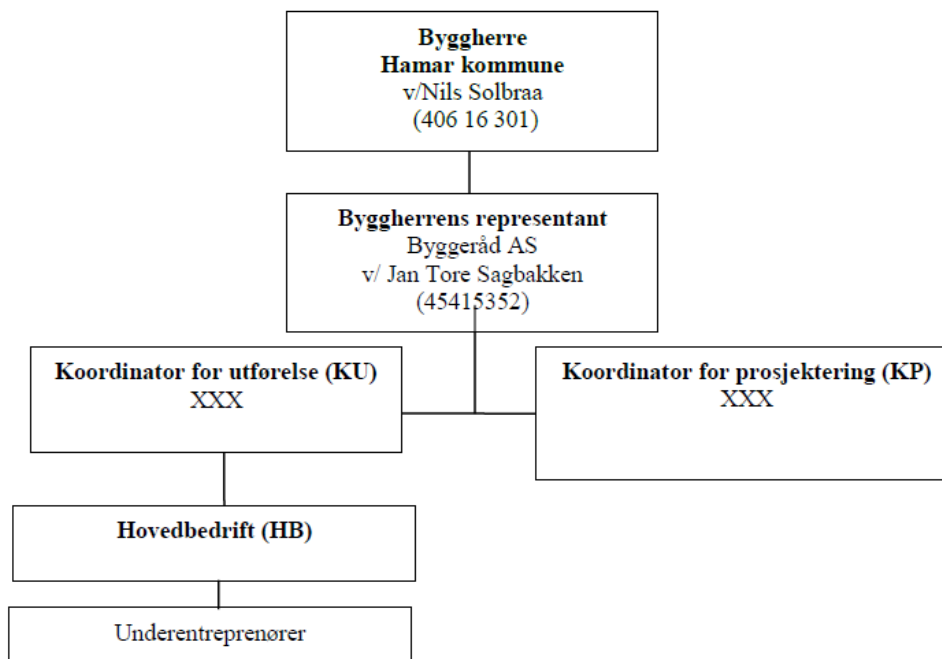 Byggherre
Hamar kommune
v/Nils Solbraa
(406 16 301)
Byggherrens representant
Byggeråd AS
v/ Jan Tore Sagbakken
(45415352)
Koordinator for utførelse (KU)
XXX
Koordinator for prosjektering (KP)
XXX
Hovedbedrift (HB)
Underentreprenører